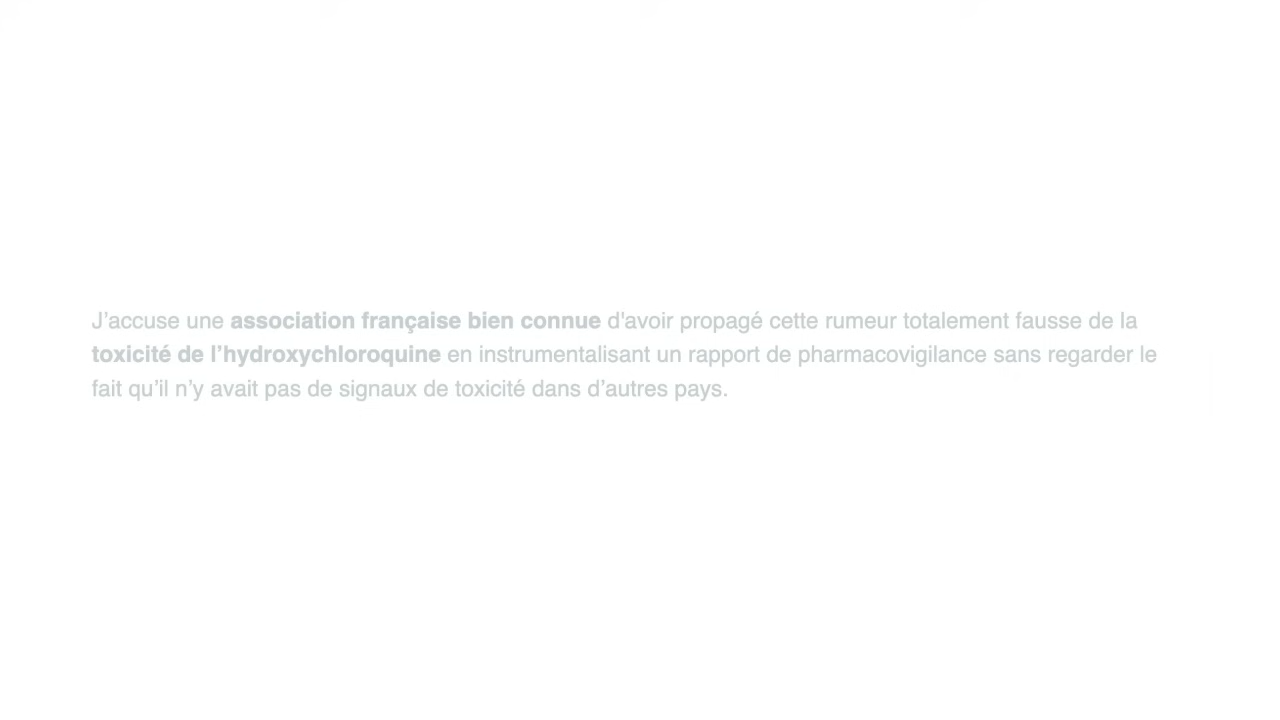 J’accuse une association française bien connue d'avoir propagé cette rumeur totalement fausse de la
toxicité de l’hydroxychloroquine en instrumentalisant un rapport de pharmacovigilance sans regarder le
fait qu’il n’y avait pas de signaux de toxicité dans d’autres pays.